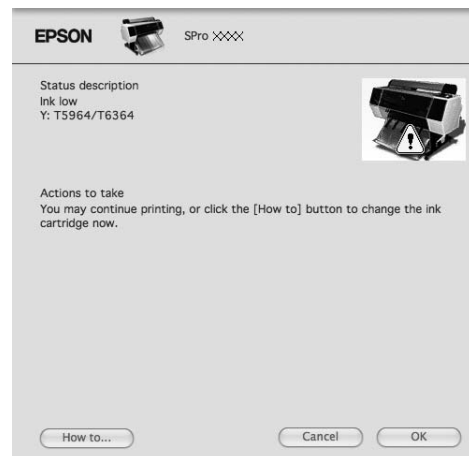 EPSON
SPro XXXX
Status description
Ink low
Y: T5964/T6364
Actions to take
You may continue printing, or click the [How to] button to change the ink
cartridge now.
How to...
Cancel
OK